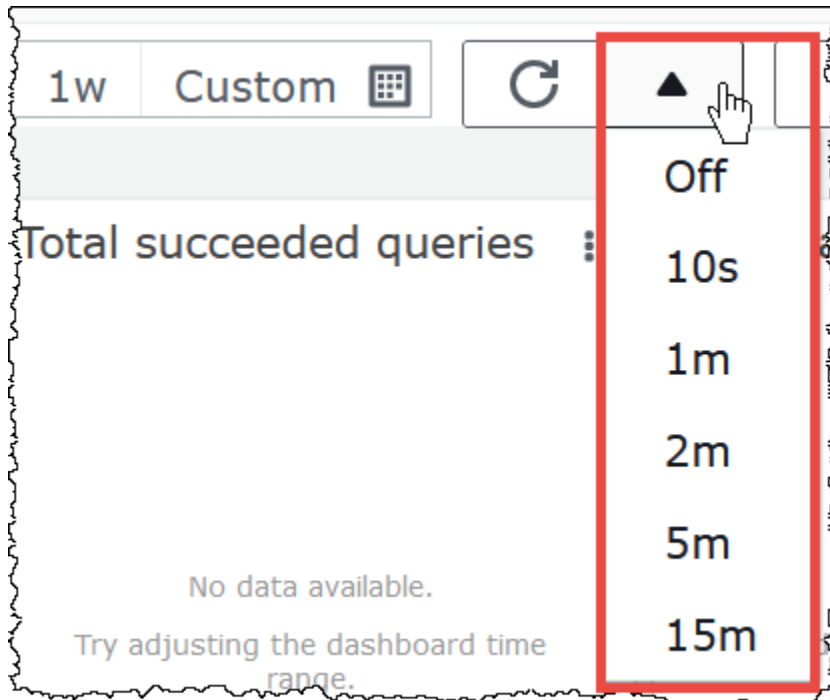 1w Custom
Off
Total succeeded queries
10s
1m
2m
5m
No data available.
15m
Try adjusting the dashboard time
range.